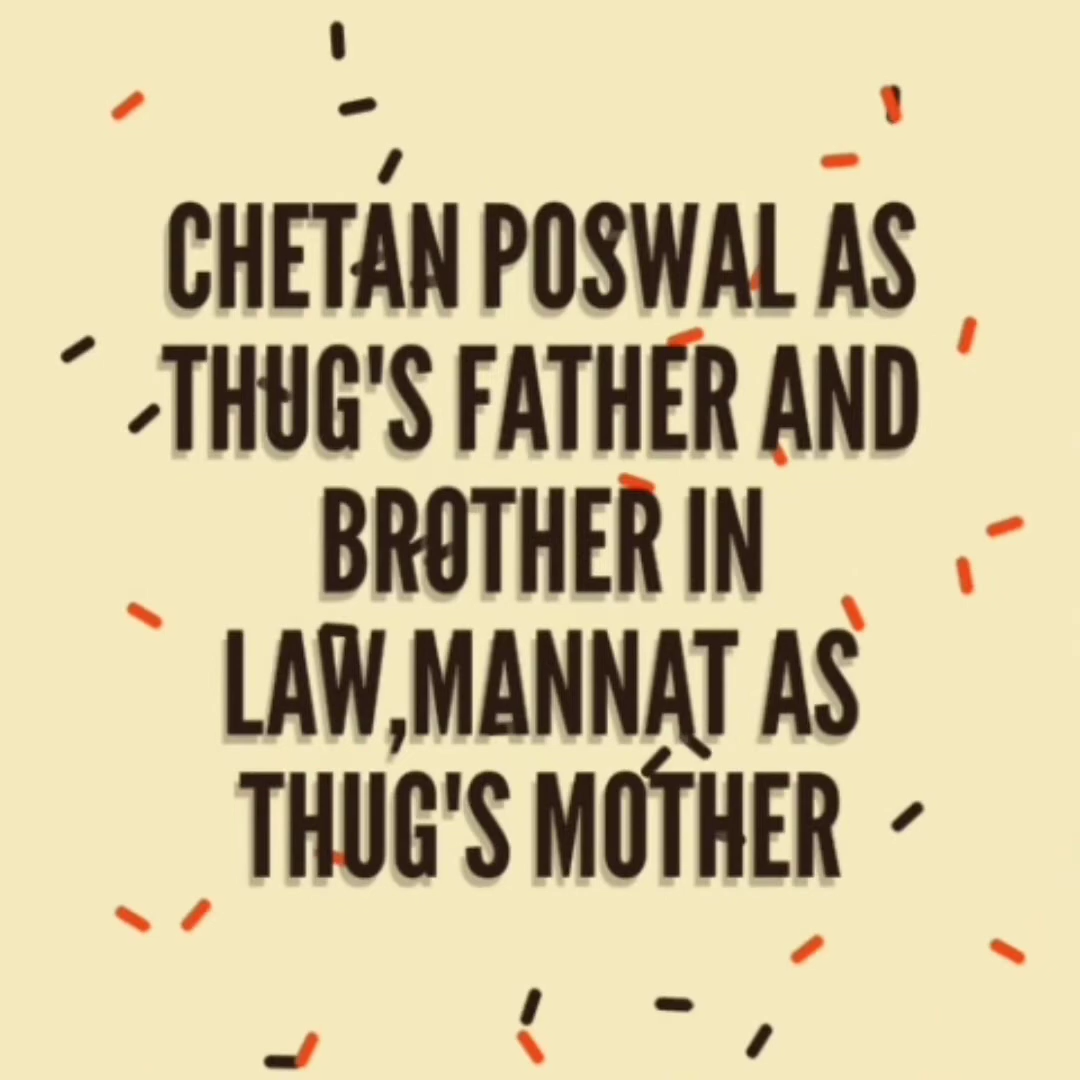 CHETAN POSWAL AS
THUG'S FATHER AND
BROTHER IN
LAW,MANNAT AS
THUG'S MOTHER